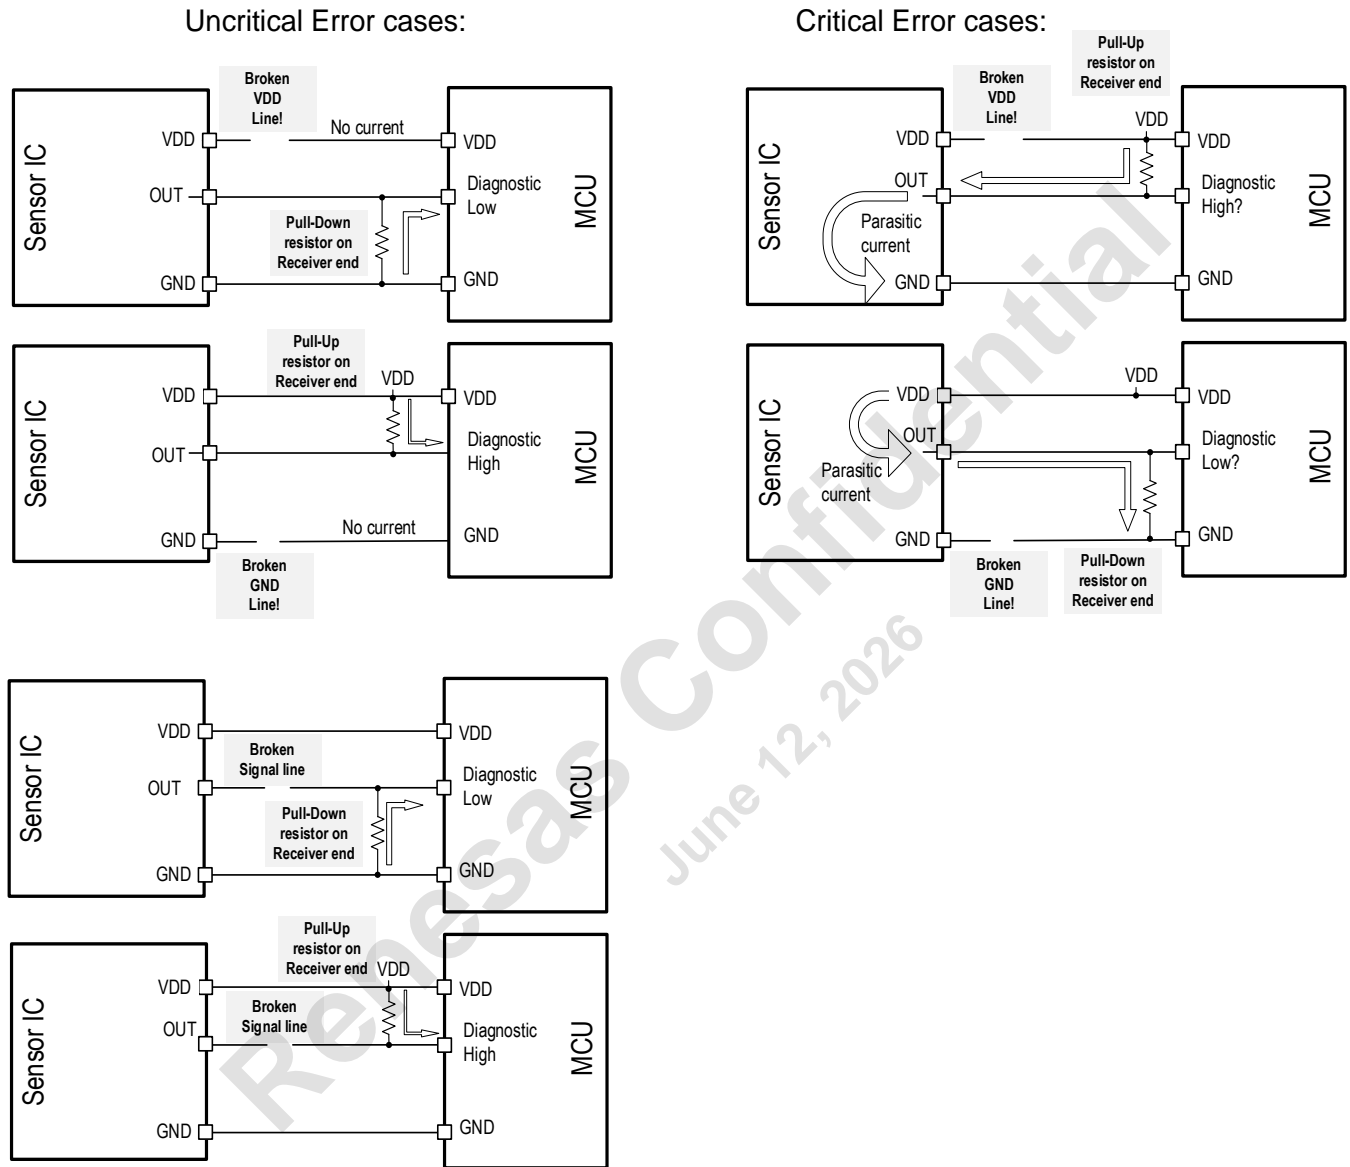 Uncritical Error cases:
Broken
VDD
Line!
No current
VDD
VDD
OUT
Diagnostic
Low
Pull-Down
resistor on
Receiver end
GND
GND
Sensor IC
MCU
Pull-Up
resistor on
Receiver end
VDD
VDD
VDD
OUT
Diagnostic
High
No current
GND
GND
Broken
GND
Line!
Sensor IC
MCU
VDD
VDD
Broken
Signal line
OUT
Diagnostic
Low
Pull-Down
resistor on
Receiver end
GND
GND
Sensor IC
MCU
Pull-Up
resistor on
Receiver end
VDD
VDD
VDD
Broken
Signal line
OUT
Diagnostic
High
GND
GND
Sensor IC
MCU
Critical Error cases:
Pull-Up
resistor on
Receiver end
Broken
VDD
Line!
VDD
VDD
VDD
OUT
Diagnostic
High?
Parasitic
current
GND
GND
Sensor IC
MCU
VDD
VDD
VDD
OUT
Diagnostic
Low?
Parasitic
current
GND
GND
Broken
GND
Line!
Pull-Down
resistor on
Receiver end
Sensor IC
MCU
Renesas Confidential
June 12, 2026